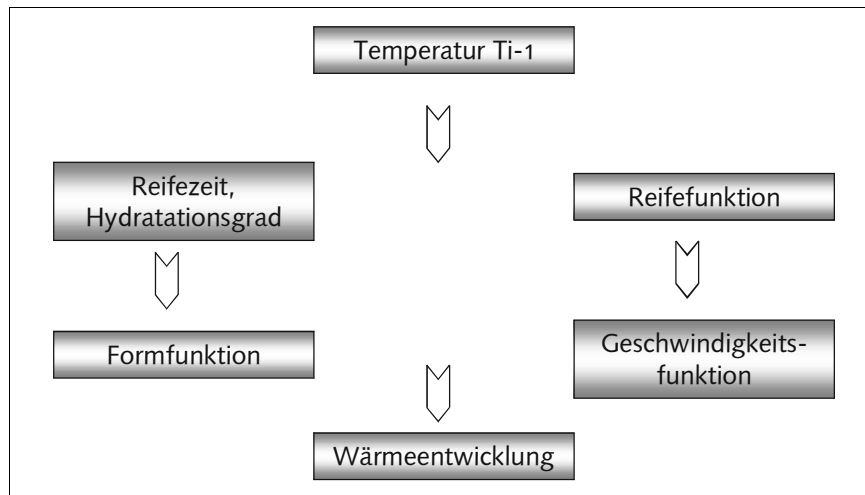 Temperatur Ti-1
Reifezeit,
Hydratationsgrad
Reifefunktion
Formfunktion
Geschwindigkeits-
funktion
Wärmeentwicklung